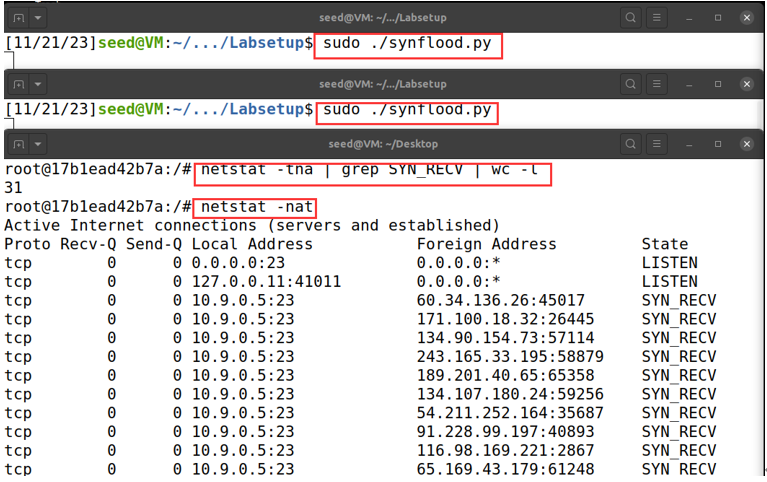 seed@VM: ~/.../Labsetup
[11/21/23]seed@VM:~/.../Labsetup$ sudo ./synflood.py
seed@VM: ~/.../Labsetup
[11/21/23]seed@VM:~/.../Labsetup$ sudo ./synflood.py
seed@VM: ~/Desktop
root@17b1ead42b7a:/# netstat -tna | grep SYN_RECV | wc -l
31
root@17b1ead42b7a:/# netstat -nat
Active Internet connections (servers and established)
Proto Recv-Q Send-Q Local Address Foreign Address State
tcp 0 0 0.0.0.0:23 0.0.0.0:* LISTEN
tcp 0 0 127.0.0.11:41011 0.0.0.0:* LISTEN
tcp 0 0 10.9.0.5:23 60.34.136.26:45017 SYN_RECV
tcp 0 0 10.9.0.5:23 171.100.18.32:26445 SYN_RECV
tcp 0 0 10.9.0.5:23 134.90.154.73:57114 SYN_RECV
tcp 0 0 10.9.0.5:23 243.165.33.195:58879 SYN_RECV
tcp 0 0 10.9.0.5:23 189.201.40.65:65358 SYN_RECV
tcp 0 0 10.9.0.5:23 134.107.180.24:59256 SYN_RECV
tcp 0 0 10.9.0.5:23 54.211.252.164:35687 SYN_RECV
tcp 0 0 10.9.0.5:23 91.228.99.197:40893 SYN_RECV
tcp 0 0 10.9.0.5:23 116.98.169.221:2867 SYN_RECV
tcp 0 0 10.9.0.5:23 65.169.43.179:61248 SYN_RECV